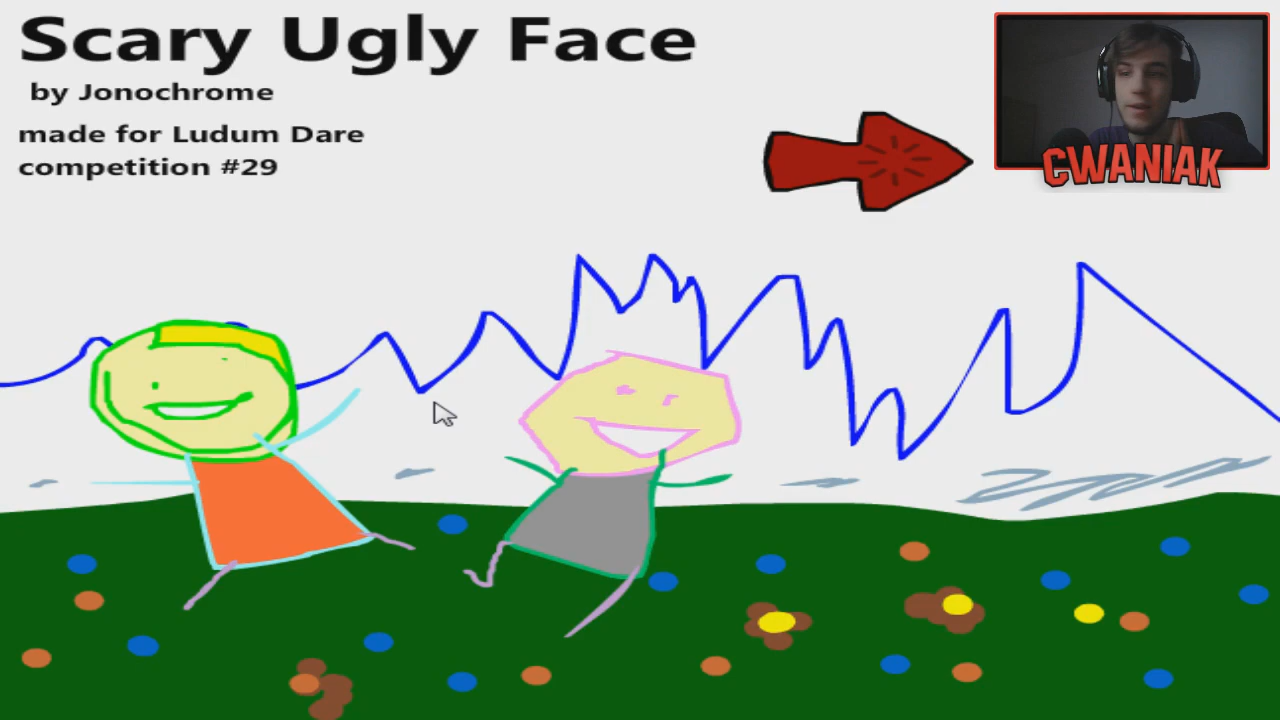 Scary Ugly Face
by Jonochrome
made for Ludum Dare
competition #29
CWANIAK